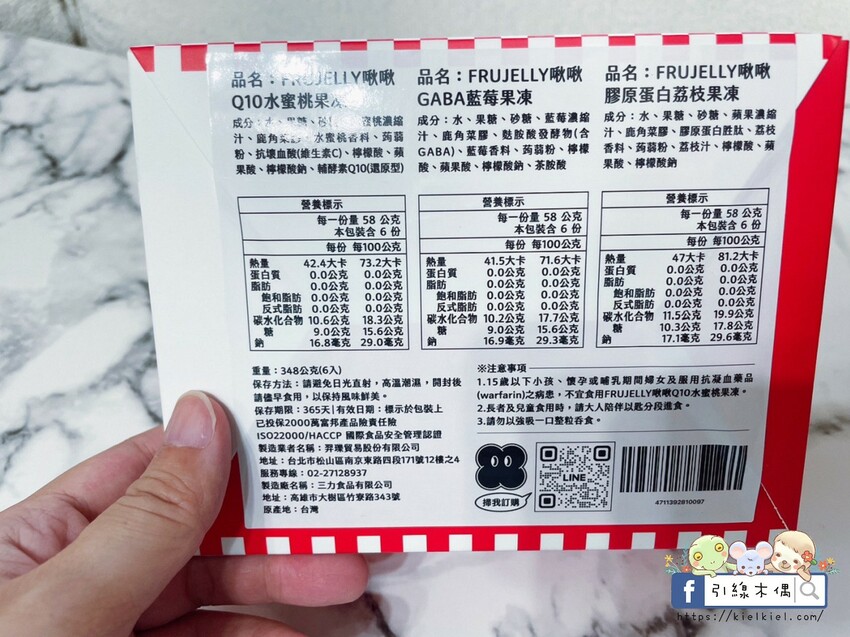 品名：FRUJELLY啾啾
Q10水蜜桃果凍
成分：水、果糖、砂糖、蜜桃濃縮
汁、鹿角菜膠、水蜜桃香料、蒟蒻
粉、抗壞血酸(維生素C)、檸檬酸、蘋
果酸、檸檬酸鈉、輔酵素Q10(還原型)
營養標示
每一份量 58 公克
本包裝含 6 份
每份 每100公克
熱量 42.4大卡 73.2大卡
蛋白質 0.0公克 0.0公克
脂肪 0.0公克 0.0公克
飽和脂肪 0.0公克 0.0公克
反式脂肪 0.0公克 0.0公克
碳水化合物 10.6公克 18.3公克
糖 9.0公克 15.6公克
鈉 16.8毫克 29.0毫克
品名：FRUJELLY啾啾
GABA藍莓果凍
成分：水、果糖、砂糖、藍莓濃縮
汁、鹿角菜膠、麩胺酸發酵物(含
GABA)、藍莓香料、蒟蒻粉、檸檬
酸、蘋果酸、檸檬酸鈉、茶胺酸
營養標示
每一份量 58 公克
本包裝含 6 份
每份 每100公克
熱量 41.5大卡 71.6大卡
蛋白質 0.0公克 0.0公克
脂肪 0.0公克 0.0公克
飽和脂肪 0.0公克 0.0公克
反式脂肪 0.0公克 0.0公克
碳水化合物 10.2公克 17.7公克
糖 9.0公克 15.6公克
鈉 16.9毫克 29.3毫克
品名：FRUJELLY啾啾
膠原蛋白荔枝果凍
成分：水、果糖、砂糖、蘋果濃縮
汁、鹿角菜膠、膠原蛋白胜肽、荔枝
香料、蒟蒻粉、荔枝汁、檸檬酸、蘋
果酸、檸檬酸鈉
營養標示
每一份量 58 公克
本包裝含 6 份
每份 每100公克
熱量 47大卡 81.2大卡
蛋白質 0.0公克 0.0公克
脂肪 0.0公克 0.0公克
飽和脂肪 0.0公克 0.0公克
反式脂肪 0.0公克 0.0公克
碳水化合物 11.5公克 19.9公克
糖 10.3公克 17.8公克
鈉 17.1毫克 29.6毫克
重量：348公克(6入)
保存方法：請避免日光直射，高溫潮濕，開封後
請儘早食用，以保持風味鮮美。
保存期限：365天|有效日期：標示於包裝上
已投保2000萬富邦產品險責任險
ISO22000/HACCP 國際食品安全管理認證
製造業者名稱：羿璨貿易股份有限公司
地址：台北市松山區南京東路四段171號12樓之4
服務專線：02-27128937
製造廠名稱：三力食品有限公司
地址：高雄市大樹區竹寮路343號
原產地：台灣
※注意事項
1.15歲以下小孩、懷孕或哺乳期間婦女及服用抗凝血藥品
(warfarin)之病患，不宜食用FRUJELLY啾啾Q10水蜜桃果凍。
2.長者及兒童食用時，請大人陪伴以匙分段進食。
3.請勿以強吸一口整粒吞食。
掃我訂購
LINE
4711392810097
f 引線木偶
https://kielkiel.com/